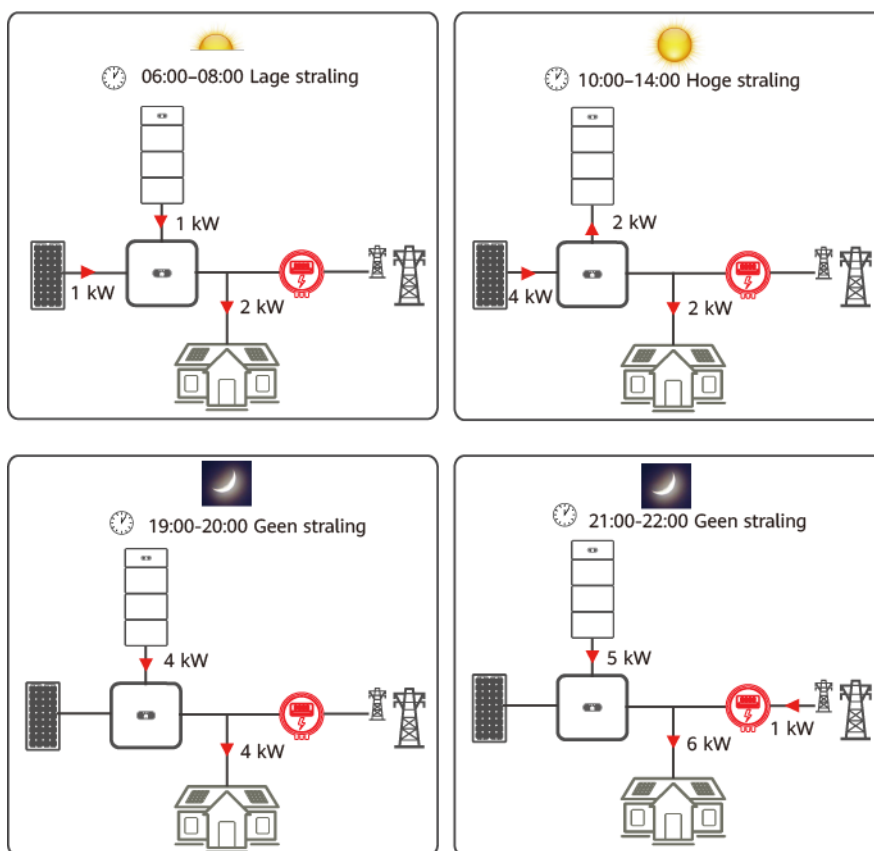 06:00–08:00 Lage straling
1 kW
1 kW
2 kW
10:00–14:00 Hoge straling
2 kW
4 kW
2 kW
19:00-20:00 Geen straling
4 kW
4 kW
21:00-22:00 Geen straling
5 kW
1 kW
6 kW